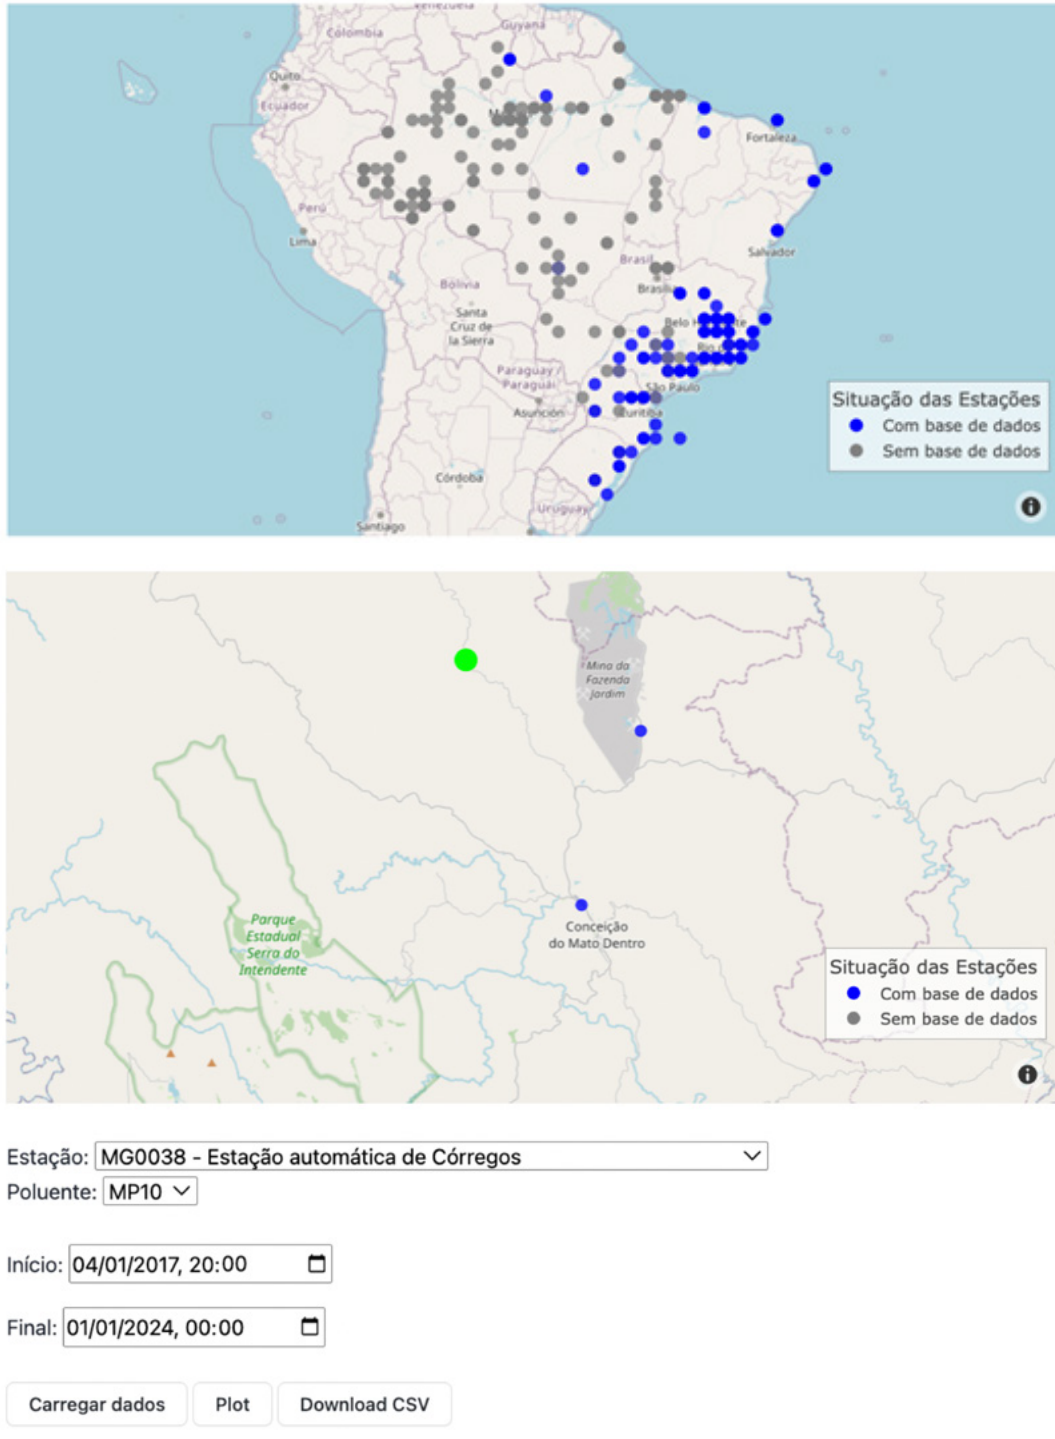 Venezuela
Guyana
Colombia
Quito
Ecuador
Fortaleza
Perú
Lima
Salvador
Brasil
Bolivia
Brasília
Santa
Cruz de
la Sierra
Belo H
Paraguay /
Paraguái
São Paulo
Asunción
Curitiba
Córdoba
Uruguay
Santiago
Situação das Estações
Com base de dados
Sem base de dados
Mina da
Fazenda
Jardim
Parque
Estadual
Serra do
Intendente
Conceição
do Mato Dentro
Situação das Estações
Com base de dados
Sem base de dados
Estação: MG0038 - Estação automática de Córregos
Poluente: MP10
Início: 04/01/2017, 20:00
Final: 01/01/2024, 00:00
Carregar dados Plot Download CSV